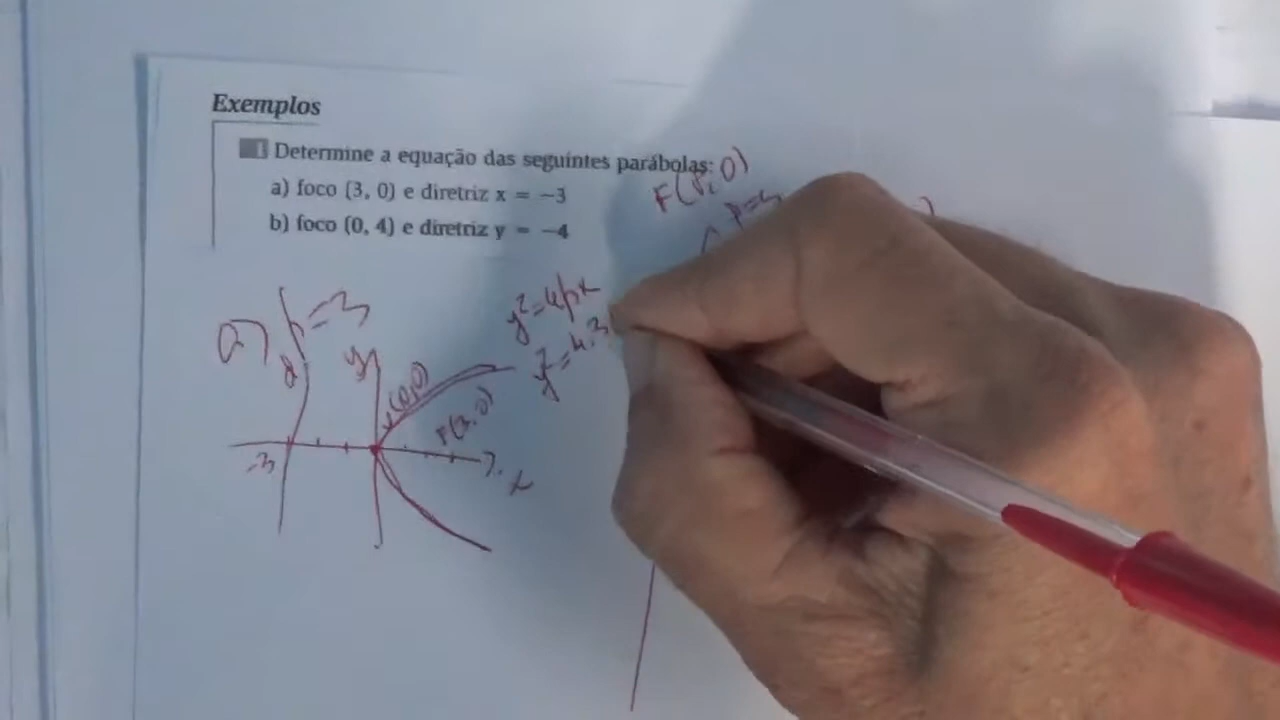 Exemplos
1 Determine a equação das seguintes parábolas:
a) foco (3, 0) e diretriz x = −3
b) foco (0, 4) e diretriz y = −4
F(P, 0)
y² = 4px
y² = 4.3
a)
= -3
y
(0,0)
F(3, 0)
-3
x